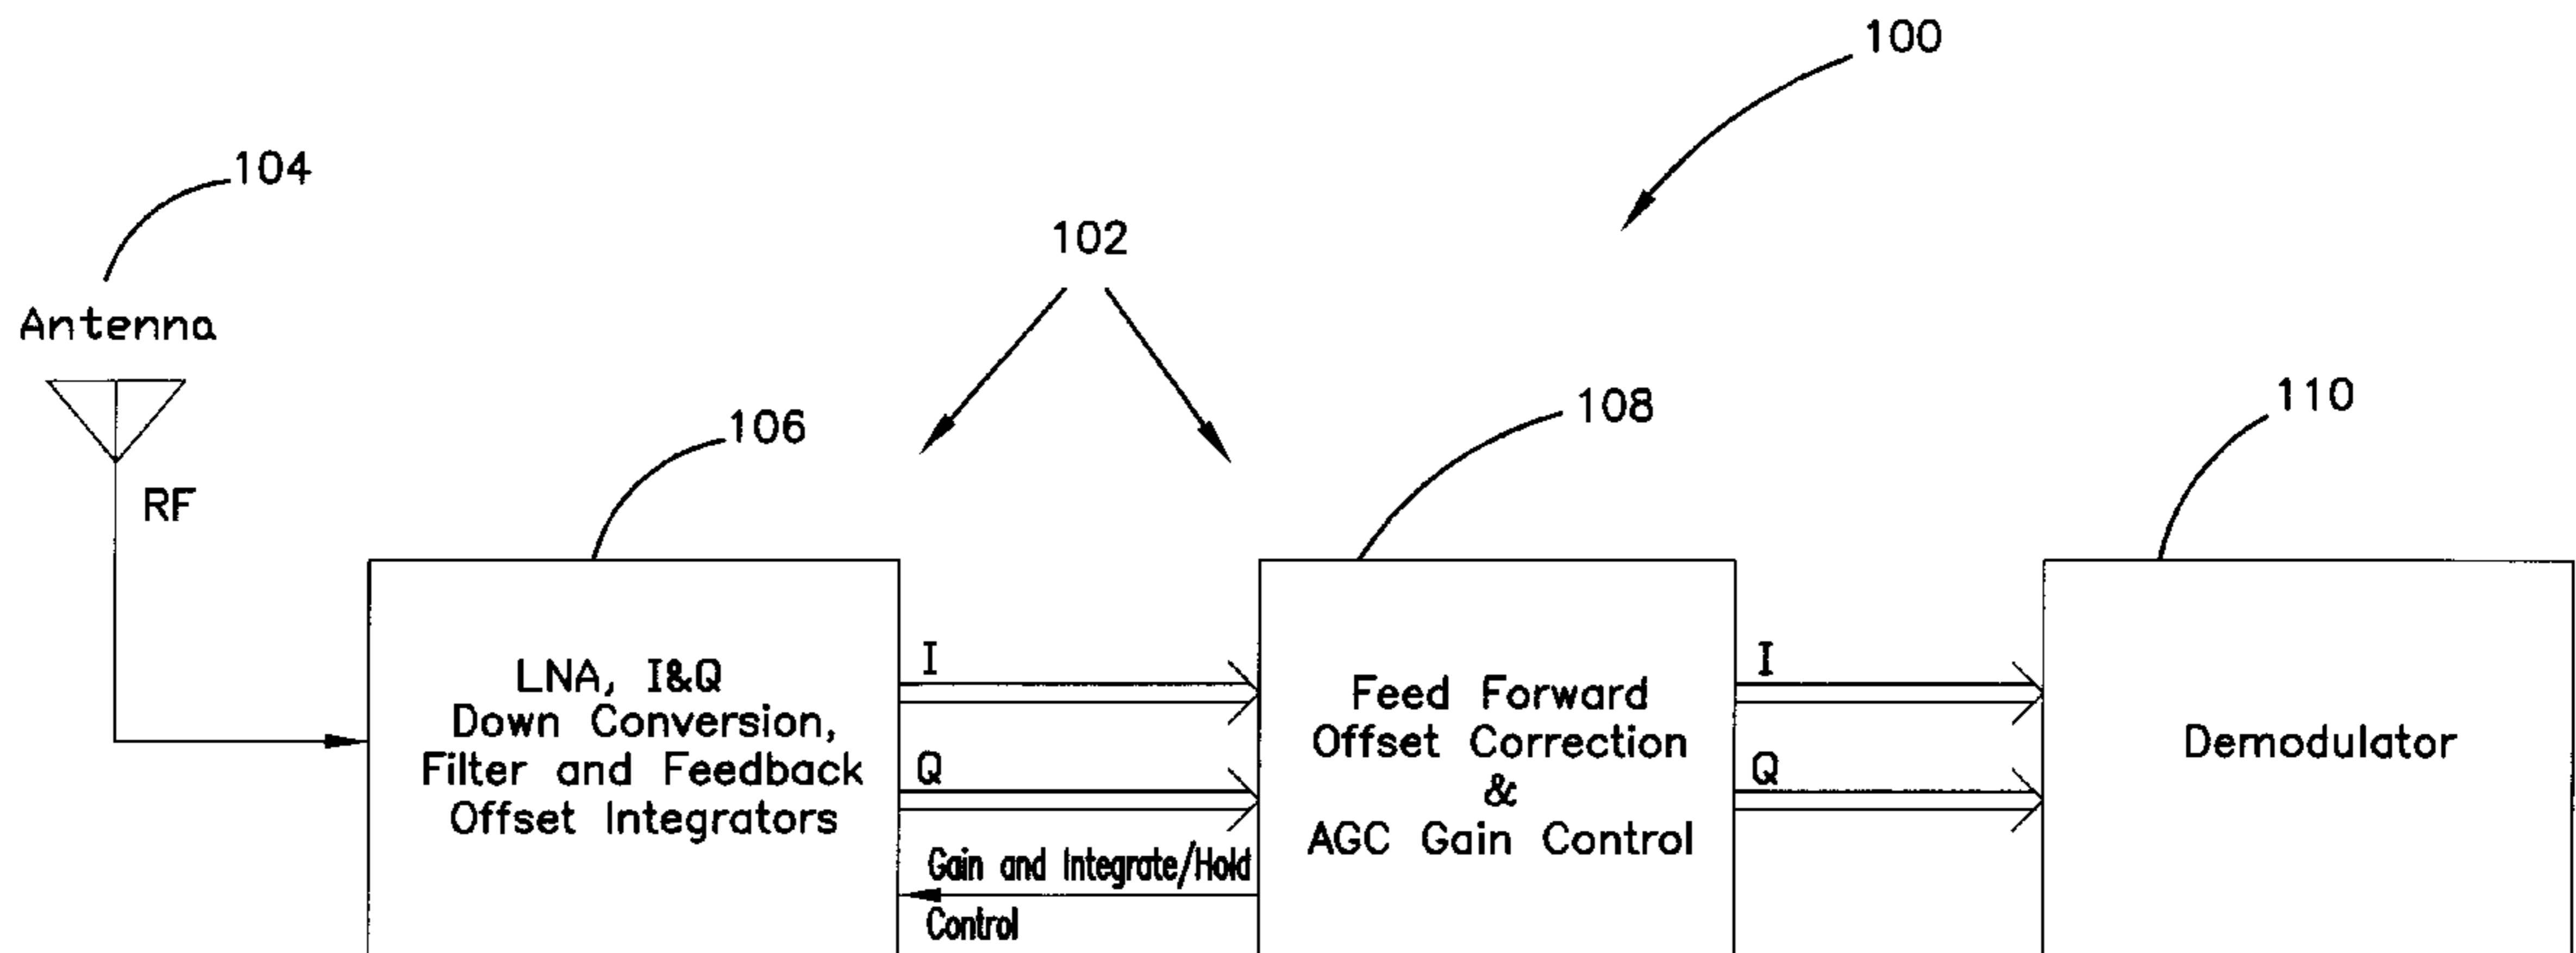 100
104
102
Antenna
108
110
106
RF
LNA, I&Q
Down Conversion,
Filter and Feedback
Offset Integrators
I
Q
Gain and Integrate/Hold
Control
Feed Forward
Offset Correction
&
AGC Gain Control
I
Q
Demodulator